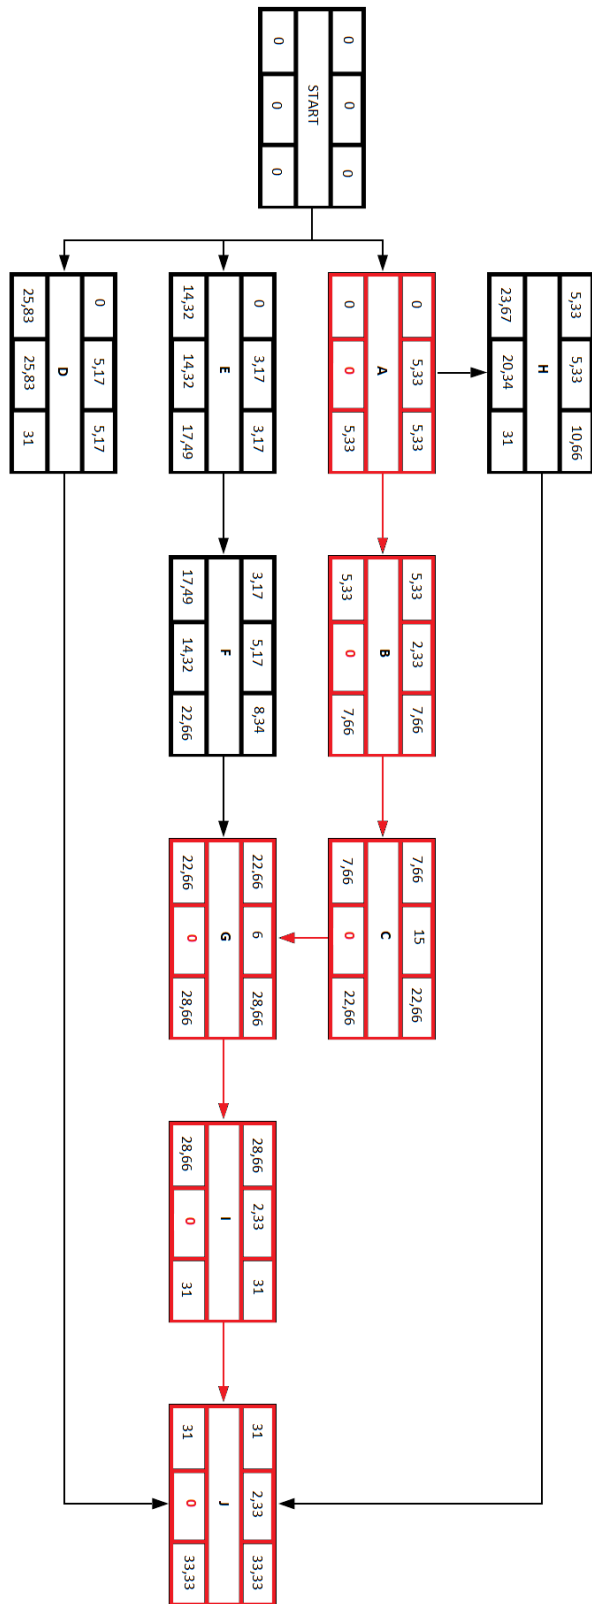 0 0 0
START
0 0 0
5,33 5,33 10,66
H
23,67 20,34 31
0 5,33 5,33
A
0 0 5,33
5,33 2,33 7,66
B
5,33 0 7,66
7,66 15 22,66
C
7,66 0 22,66
0 3,17 3,17
E
14,32 14,32 17,49
3,17 5,17 8,34
F
17,49 14,32 22,66
22,66 6 28,66
G
22,66 0 28,66
28,66 2,33 31
I
28,66 0 31
31 2,33 33,33
J
31 0 33,33
0 5,17 5,17
D
25,83 25,83 31